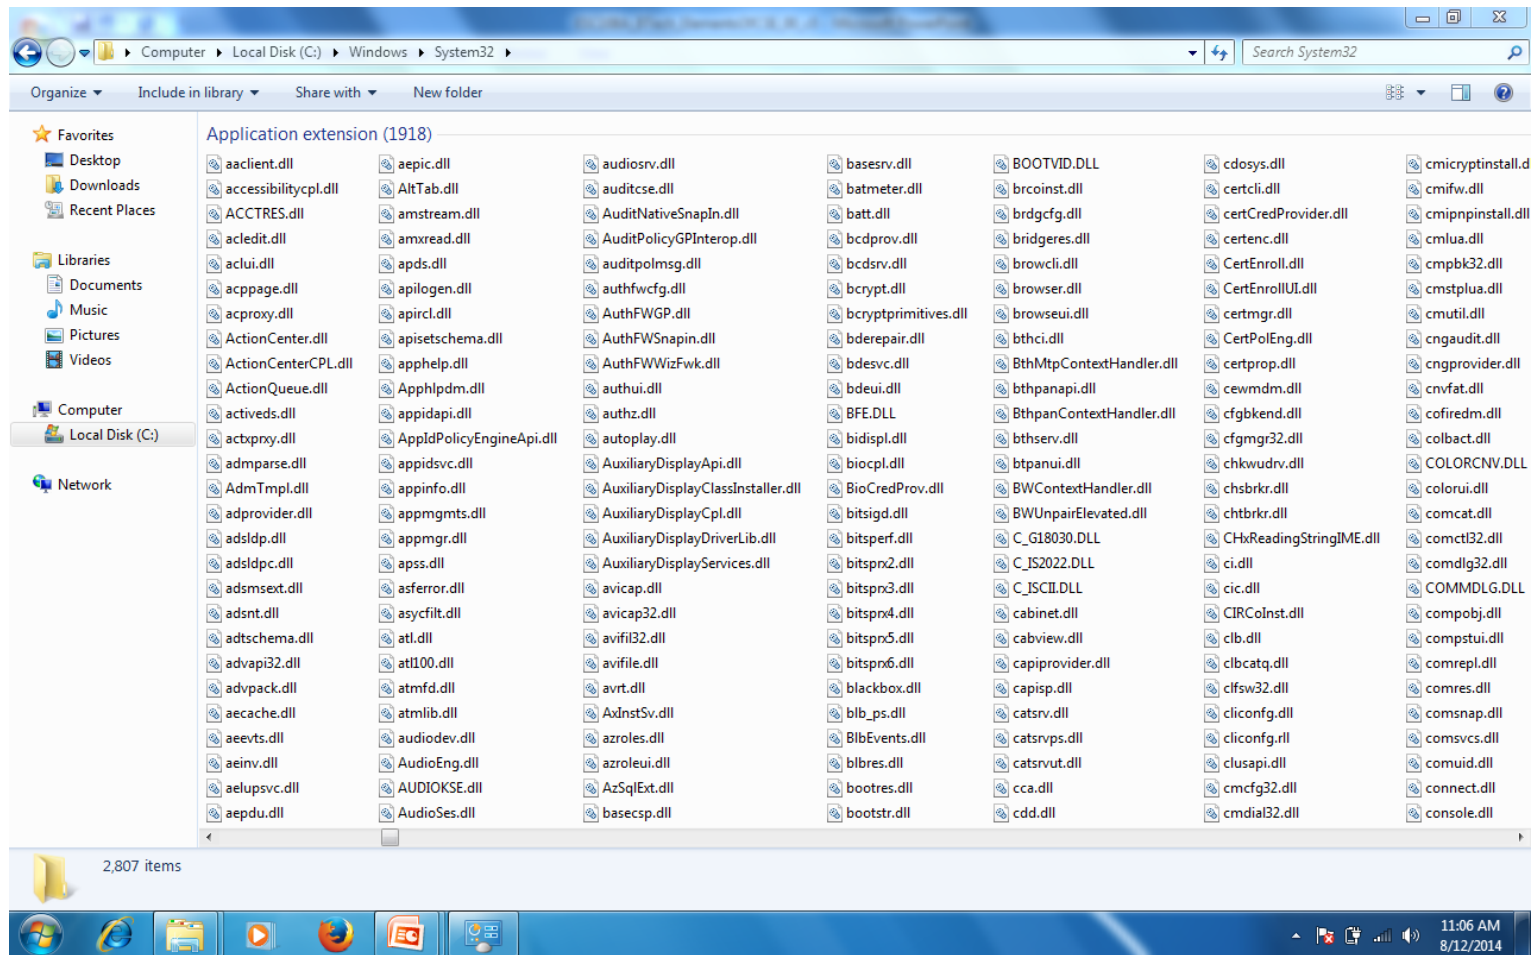 Computer Local Disk (C:) Windows System32
Search System32
Organize Include in library Share with New folder
Favorites
Desktop
Downloads
Recent Places
Libraries
Documents
Music
Pictures
Videos
Computer
Local Disk (C:)
Network
Application extension (1918)
aaclient.dll
accessibilitycpl.dll
ACCTRES.dll
acledit.dll
aclui.dll
acppage.dll
acproxy.dll
ActionCenter.dll
ActionCenterCPL.dll
ActionQueue.dll
activeds.dll
actxprxy.dll
admparse.dll
AdmTmpl.dll
adprovider.dll
adsldp.dll
adsldpc.dll
adsmsext.dll
adsnt.dll
adtschema.dll
advapi32.dll
advpack.dll
aecache.dll
aeevts.dll
aeinv.dll
aelupsvc.dll
aepdu.dll
aepic.dll
AltTab.dll
amstream.dll
amxread.dll
apds.dll
apilogen.dll
apircl.dll
apisetschema.dll
apphelp.dll
Apphlpdm.dll
appidapi.dll
AppIdPolicyEngineApi.dll
appidsvc.dll
appinfo.dll
appmgmts.dll
appmgr.dll
apss.dll
asferror.dll
asycfilt.dll
atl.dll
atl100.dll
atmfd.dll
atmlib.dll
audiodev.dll
AudioEng.dll
AUDIOKSE.dll
AudioSes.dll
audiosrv.dll
auditcse.dll
AuditNativeSnapIn.dll
AuditPolicyGPInterop.dll
auditpolmsg.dll
authfwcfg.dll
AuthFWGP.dll
AuthFWSnapin.dll
AuthFWWizFwk.dll
authui.dll
authz.dll
autoplay.dll
AuxiliaryDisplayApi.dll
AuxiliaryDisplayClassInstaller.dll
AuxiliaryDisplayCpl.dll
AuxiliaryDisplayDriverLib.dll
AuxiliaryDisplayServices.dll
avicap.dll
avicap32.dll
avifil32.dll
avifile.dll
avrt.dll
AxInstSv.dll
azroles.dll
azroleui.dll
AzSqlExt.dll
basecsp.dll
basesrv.dll
batmeter.dll
batt.dll
bcdprov.dll
bcdsrv.dll
bcrypt.dll
bcryptprimitives.dll
bderepair.dll
bdesvc.dll
bdeui.dll
BFE.DLL
bidispl.dll
biocpl.dll
BioCredProv.dll
bitsigd.dll
bitsperf.dll
bitsprx2.dll
bitsprx3.dll
bitsprx4.dll
bitsprx5.dll
bitsprx6.dll
blackbox.dll
blb_ps.dll
BlbEvents.dll
blbres.dll
bootres.dll
bootstr.dll
BOOTVID.DLL
brcoinst.dll
brdgcfg.dll
bridgeres.dll
browcli.dll
browser.dll
browseui.dll
bthci.dll
BthMtpContextHandler.dll
bthpanapi.dll
BthpanContextHandler.dll
bthserv.dll
btpanui.dll
BWContextHandler.dll
BWUnpairElevated.dll
C_G18030.DLL
C_IS2022.DLL
C_ISCII.DLL
cabinet.dll
cabview.dll
capiprovider.dll
capisp.dll
catsrv.dll
catsrvps.dll
catsrvut.dll
cca.dll
cdd.dll
cdosys.dll
certcli.dll
certCredProvider.dll
certenc.dll
CertEnroll.dll
CertEnrollUI.dll
certmgr.dll
CertPolEng.dll
certprop.dll
cewmdm.dll
cfgbkend.dll
cfgmgr32.dll
chkwudrv.dll
chsbrkr.dll
chtbrkr.dll
CHxReadingStringIME.dll
ci.dll
cic.dll
CIRCoInst.dll
clb.dll
clbcatq.dll
clfsw32.dll
cliconfg.dll
cliconfg.rll
clusapi.dll
cmcfg32.dll
cmdial32.dll
cmicryptinstall.d
cmifw.dll
cmipnpinstall.dll
cmlua.dll
cmpbk32.dll
cmstplua.dll
cmutil.dll
cngaudit.dll
cngprovider.dll
cnvfat.dll
cofiredm.dll
colbact.dll
COLORCNV.DLL
colorui.dll
comcat.dll
comctl32.dll
comdlg32.dll
COMMDLG.DLL
compobj.dll
compstui.dll
comrepl.dll
comres.dll
comsnap.dll
comsvcs.dll
comuid.dll
connect.dll
console.dll
2,807 items
11:06 AM
8/12/2014